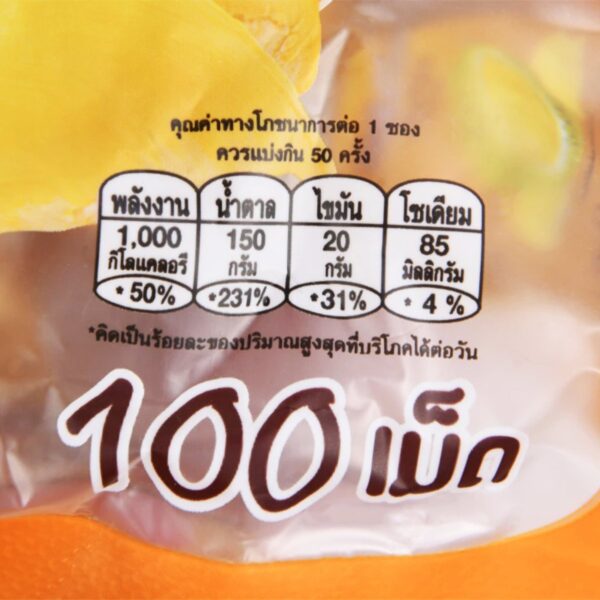 คุณค่าทางโภชนาการต่อ 1 ซอง
ควรแบ่งกิน 50 ครั้ง
พลังงาน น้ำตาล ไขมัน โซเดียม
1,000 150 20 85
กิโลแคลอรี กรัม กรัม มิลลิกรัม
*50% *231% *31% * 4 %
*คิดเป็นร้อยละของปริมาณสูงสุดที่บริโภคได้ต่อวัน
100 เม็ด